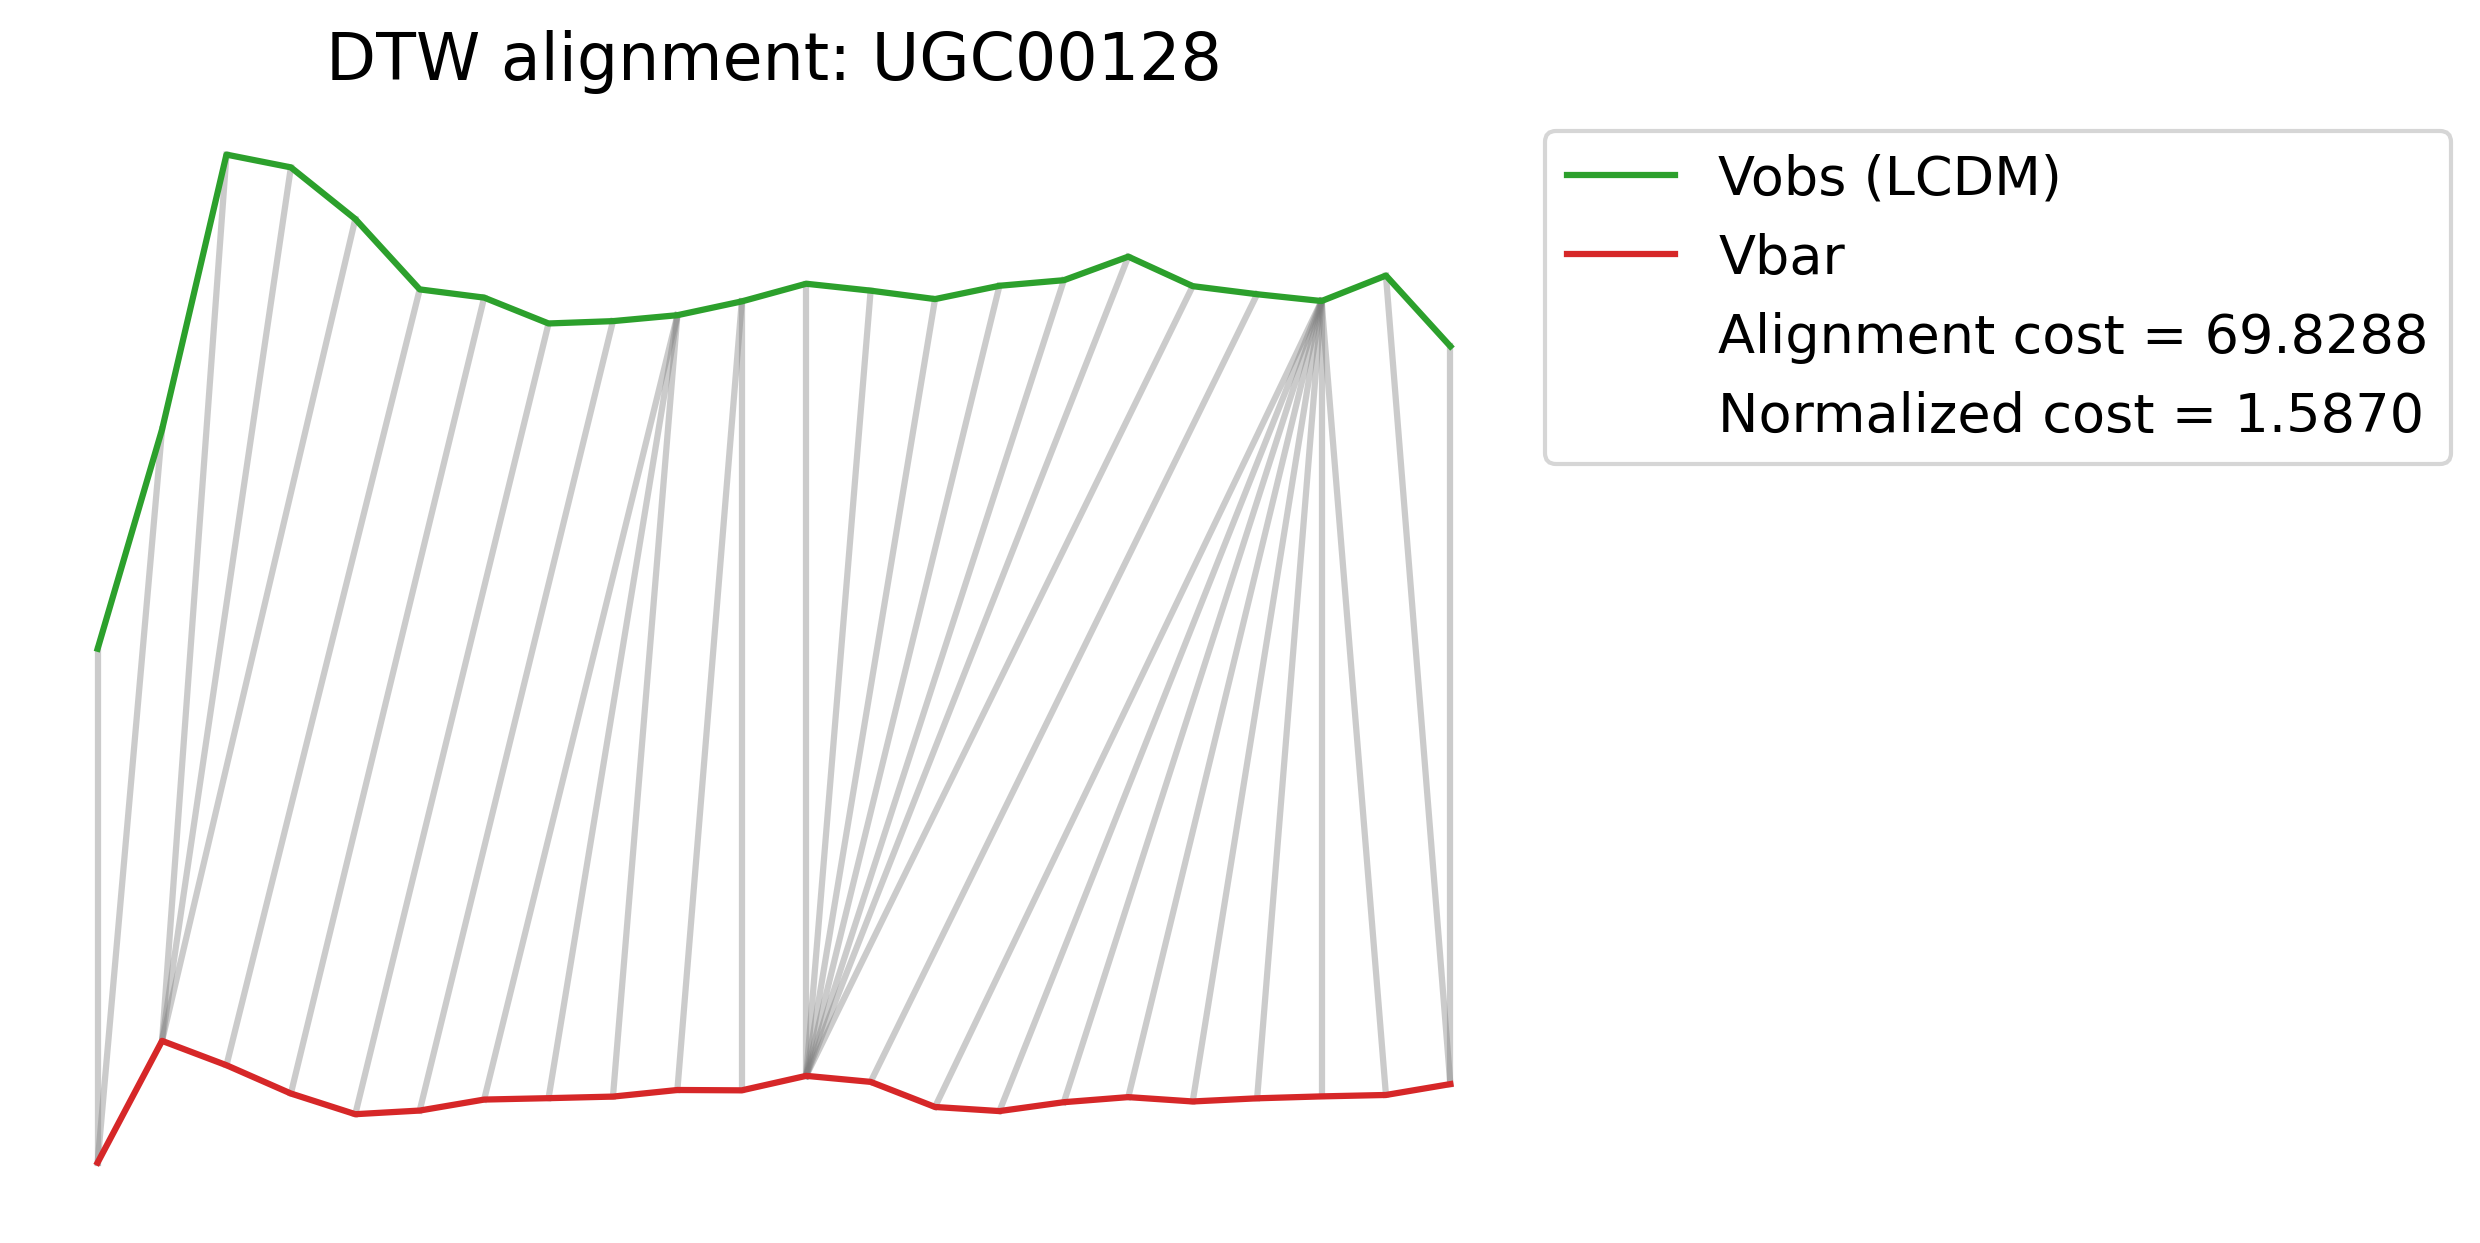 DTW alignment: UGC00128
Vobs (LCDM)
Vbar
Alignment cost = 69.8288
Normalized cost = 1.5870